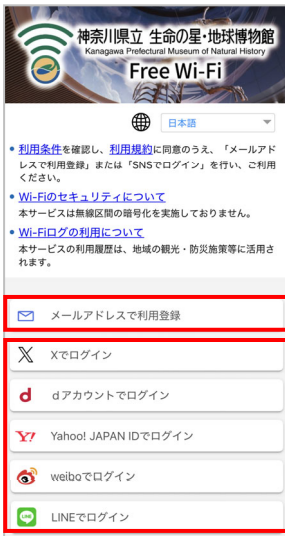 神奈川県立 生命の星・地球博物館
Kanagawa Prefectural Museum of Natural History
Free Wi-Fi
日本語
利用条件を確認し、利用規約に同意のうえ、「メールアド
レスで利用登録」または「SNSでログイン」を行い、ご利用
ください。
Wi-Fiのセキュリティについて
本サービスは無線区間の暗号化を実施しておりません。
Wi-Fiログの利用について
本サービスの利用履歴は、地域の観光・防災施策等に活用さ
れます。
メールアドレスで利用登録
Xでログイン
d dアカウントでログイン
Y! Yahoo! JAPAN IDでログイン
weiboでログイン
LINE LINEでログイン